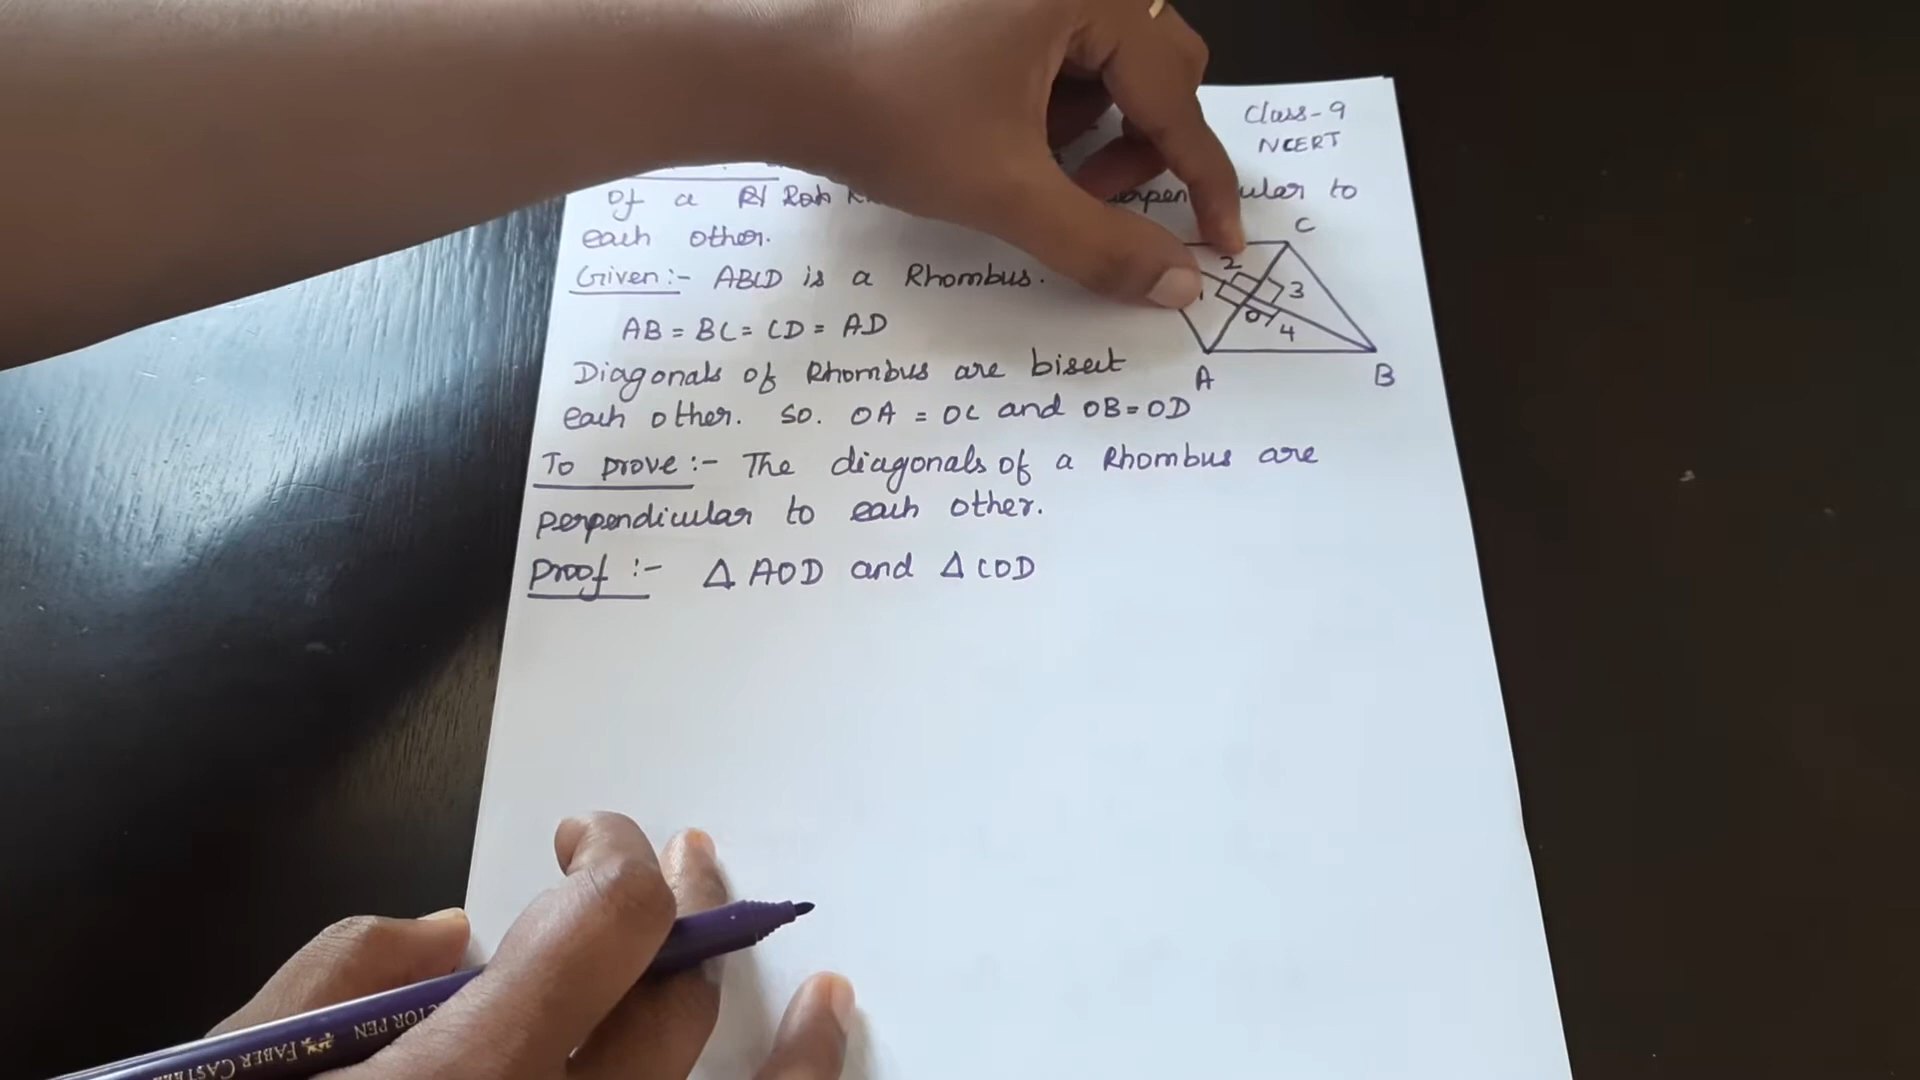 Class-9
NCERT
of a to
each other.
Given:- ABCD is a Rhombus.
AB = BC = CD = AD
Diagonals of Rhombus are bisect
each other. so. OA = OC and OB = OD
To prove:- The diagonals of a Rhombus are
perpendicular to each other.
Proof :- Δ AOD and Δ COD
C
2
3
O
4
A
B
FABER CASTELL
CTOR PEN